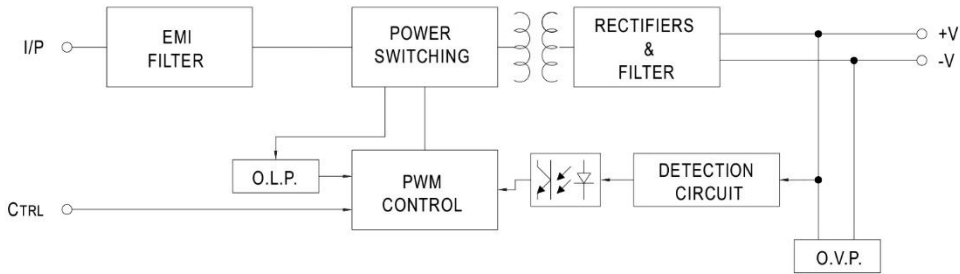 I/P
EMI
FILTER
POWER
SWITCHING
RECTIFIERS
&
FILTER
+V
-V
O.L.P.
PWM
CONTROL
DETECTION
CIRCUIT
CTRL
O.V.P.